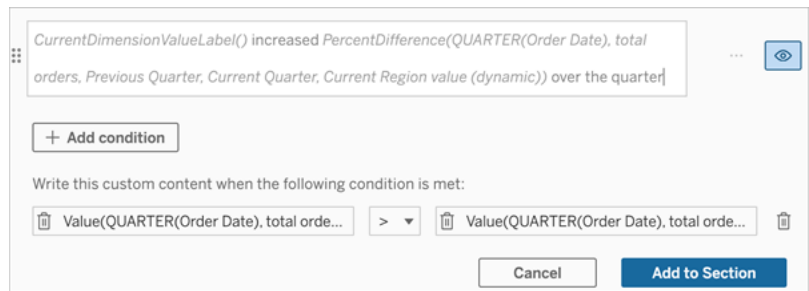 CurrentDimensionValueLabel() increased PercentDifference(QUARTER(Order Date), total
orders, Previous Quarter, Current Quarter, Current Region value (dynamic)) over the quarter
...
+ Add condition
Write this custom content when the following condition is met:
Value(QUARTER(Order Date), total orde... > Value(QUARTER(Order Date), total orde...
Cancel Add to Section